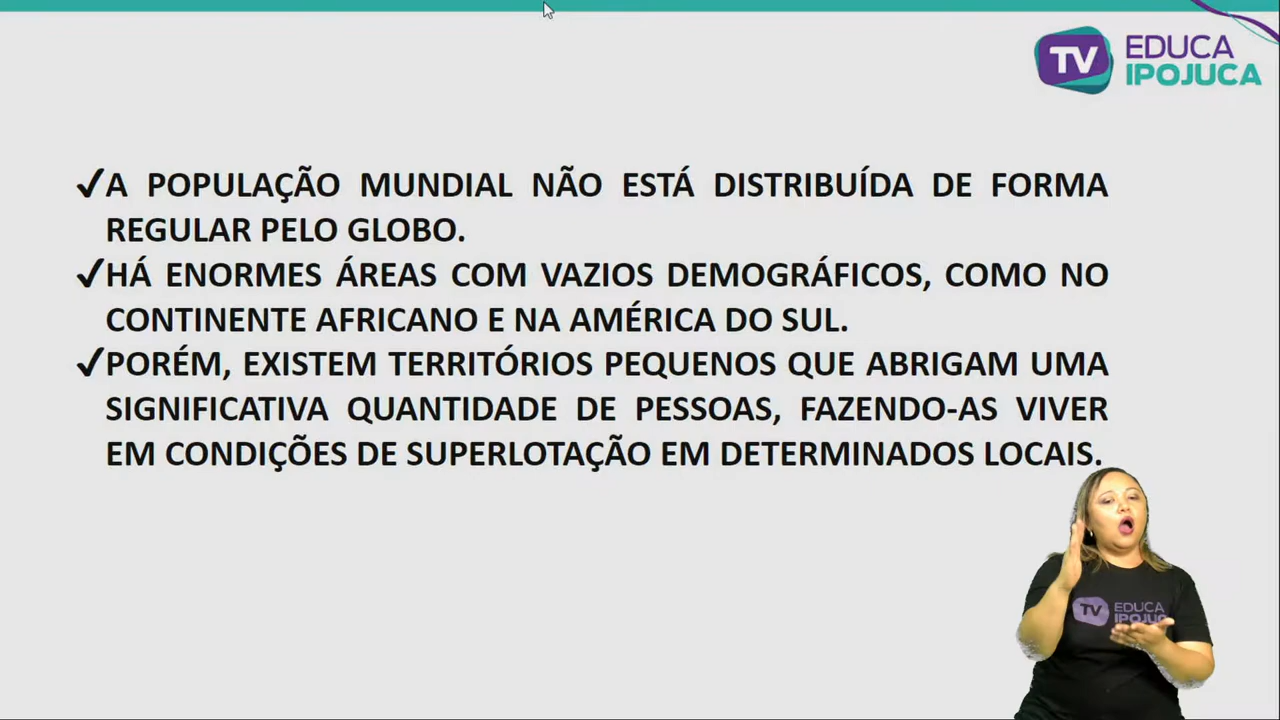 TV EDUCA
IPOJUCA
✓A POPULAÇÃO MUNDIAL NÃO ESTÁ DISTRIBUÍDA DE FORMA
REGULAR PELO GLOBO.
✓HÁ ENORMES ÁREAS COM VAZIOS DEMOGRÁFICOS, COMO NO
CONTINENTE AFRICANO E NA AMÉRICA DO SUL.
✓PORÉM, EXISTEM TERRITÓRIOS PEQUENOS QUE ABRIGAM UMA
SIGNIFICATIVA QUANTIDADE DE PESSOAS, FAZENDO-AS VIVER
EM CONDIÇÕES DE SUPERLOTAÇÃO EM DETERMINADOS LOCAIS.
TV EDUCA
IPOJUC